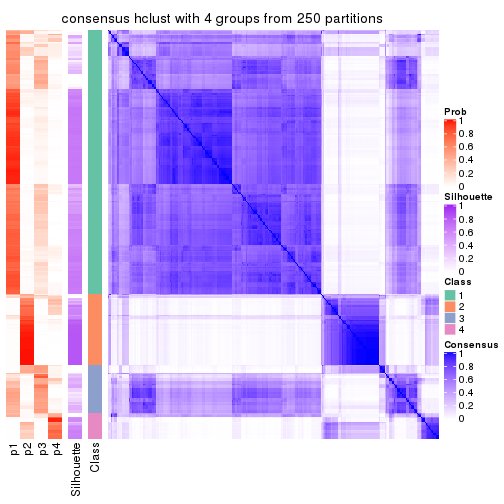 consensus hclust with 4 groups from 250 partitions
Prob
1
0.8
0.6
0.4
0.2
0
Silhouette
1
0.8
0.6
0.4
0.2
0
Class
1
2
3
4
Consensus
1
0.8
0.6
0.4
0.2
0
p1
p2
p3
p4
Silhouette
Class